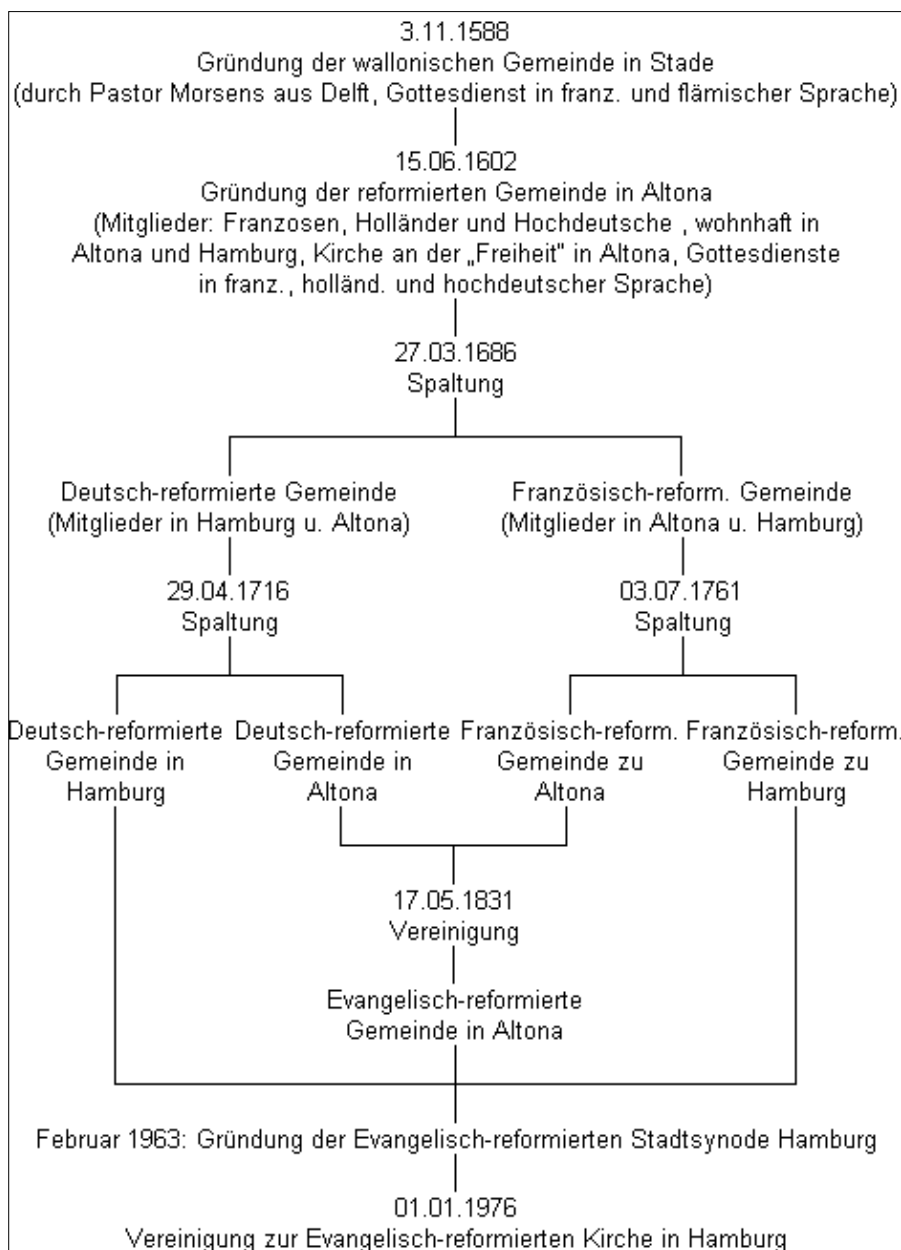 3.11.1588
Gründung der wallonischen Gemeinde in Stade
(durch Pastor Morsens aus Delft, Gottesdienst in franz. und flämischer Sprache)
15.06.1602
Gründung der reformierten Gemeinde in Altona
(Mitglieder: Franzosen, Holländer und Hochdeutsche , wohnhaft in
Altona und Hamburg, Kirche an der „Freiheit" in Altona, Gottesdienste
in franz., holländ. und hochdeutscher Sprache)
27.03.1686
Spaltung
Deutsch-reformierte Gemeinde
(Mitglieder in Hamburg u. Altona)
Französisch-reform. Gemeinde
(Mitglieder in Altona u. Hamburg)
29.04.1716
Spaltung
03.07.1761
Spaltung
Deutsch-reformierte
Gemeinde in
Hamburg
Deutsch-reformierte
Gemeinde in
Altona
Französisch-reform.
Gemeinde zu
Altona
Französisch-reform.
Gemeinde zu
Hamburg
17.05.1831
Vereinigung
Evangelisch-reformierte
Gemeinde in Altona
Februar 1963: Gründung der Evangelisch-reformierten Stadtsynode Hamburg
01.01.1976
Vereinigung zur Evangelisch-reformierten Kirche in Hamburg